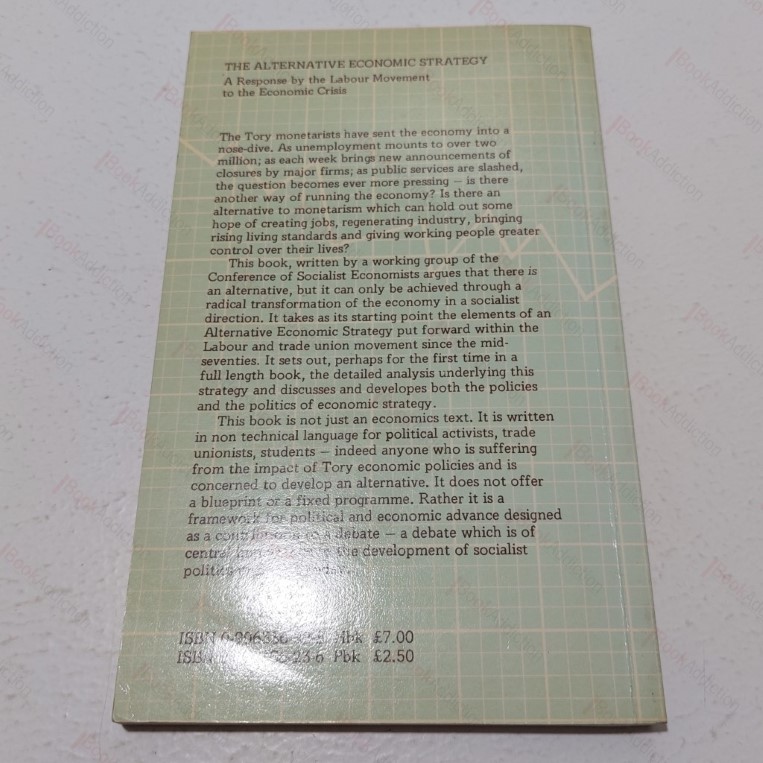 THE ALTERNATIVE ECONOMIC STRATEGY
A Response by the Labour Movement
to the Economic Crisis
The Tory monetarists have sent the economy into a
nose-dive. As unemployment mounts to over two
million; as each week brings new announcements of
closures by major firms; as public services are slashed,
the question becomes ever more pressing — is there
another way of running the economy? Is there an
alternative to monetarism which can hold out some
hope of creating jobs, regenerating industry, bringing
rising living standards and giving working people greater
control over their lives?
This book, written by a working group of the
Conference of Socialist Economists argues that there is
an alternative, but it can only be achieved through a
radical transformation of the economy in a socialist
direction. It takes as its starting point the elements of an
Alternative Economic Strategy put forward within the
Labour and trade union movement since the mid-
seventies. It sets out, perhaps for the first time in a
full length book, the detailed analysis underlying this
strategy and discusses and developes both the policies
and the politics of economic strategy.
This book is not just an economics text. It is written
in non technical language for political activists, trade
unionists, students — indeed anyone who is suffering
from the impact of Tory economic policies and is
concerned to develop an alternative. It does not offer
a blueprint or a fixed programme. Rather it is a
framework for political and economic advance designed
as a debate — a debate which is of
the development of socialist
ISBN Hbk £7.00
Pbk £2.50
BookAddiction